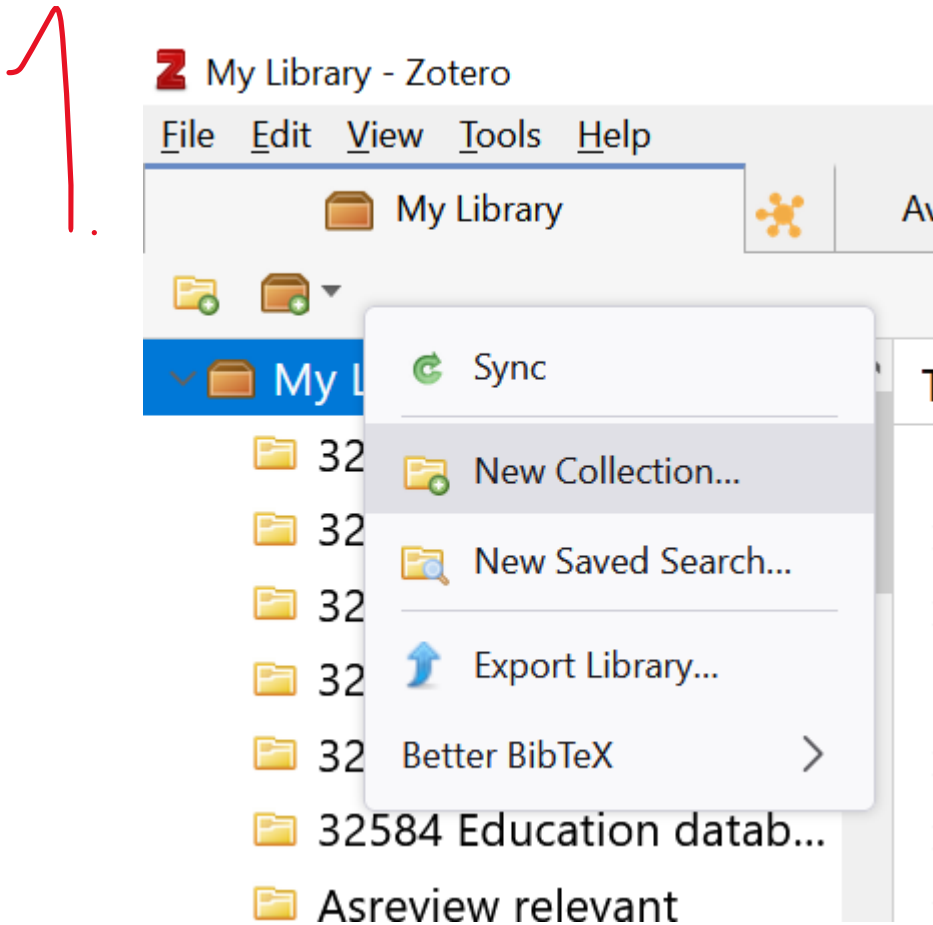 1.
My Library - Zotero
File Edit View Tools Help
My Library
Av
Sync
My L
T
32
New Collection...
32
New Saved Search...
32
32
Export Library...
32
Better BibTeX
32584 Education datab...
Asreview relevant